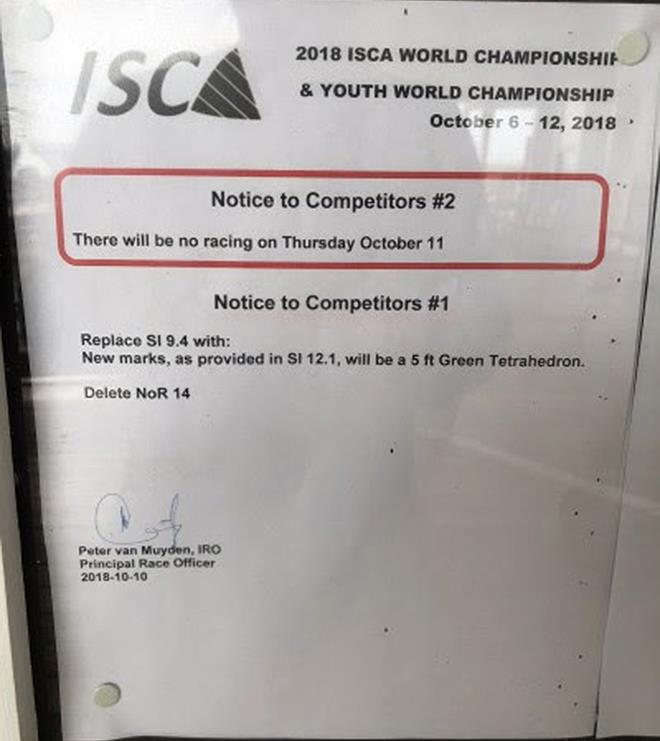 ISCA
2018 ISCA WORLD CHAMPIONSHIP
& YOUTH WORLD CHAMPIONSHIP
October 6 – 12, 2018
Notice to Competitors #2
There will be no racing on Thursday October 11
Notice to Competitors #1
Replace SI 9.4 with:
New marks, as provided in SI 12.1, will be a 5 ft Green Tetrahedron.
Delete NoR 14
Peter van Muyden, IRO
Principal Race Officer
2018-10-10